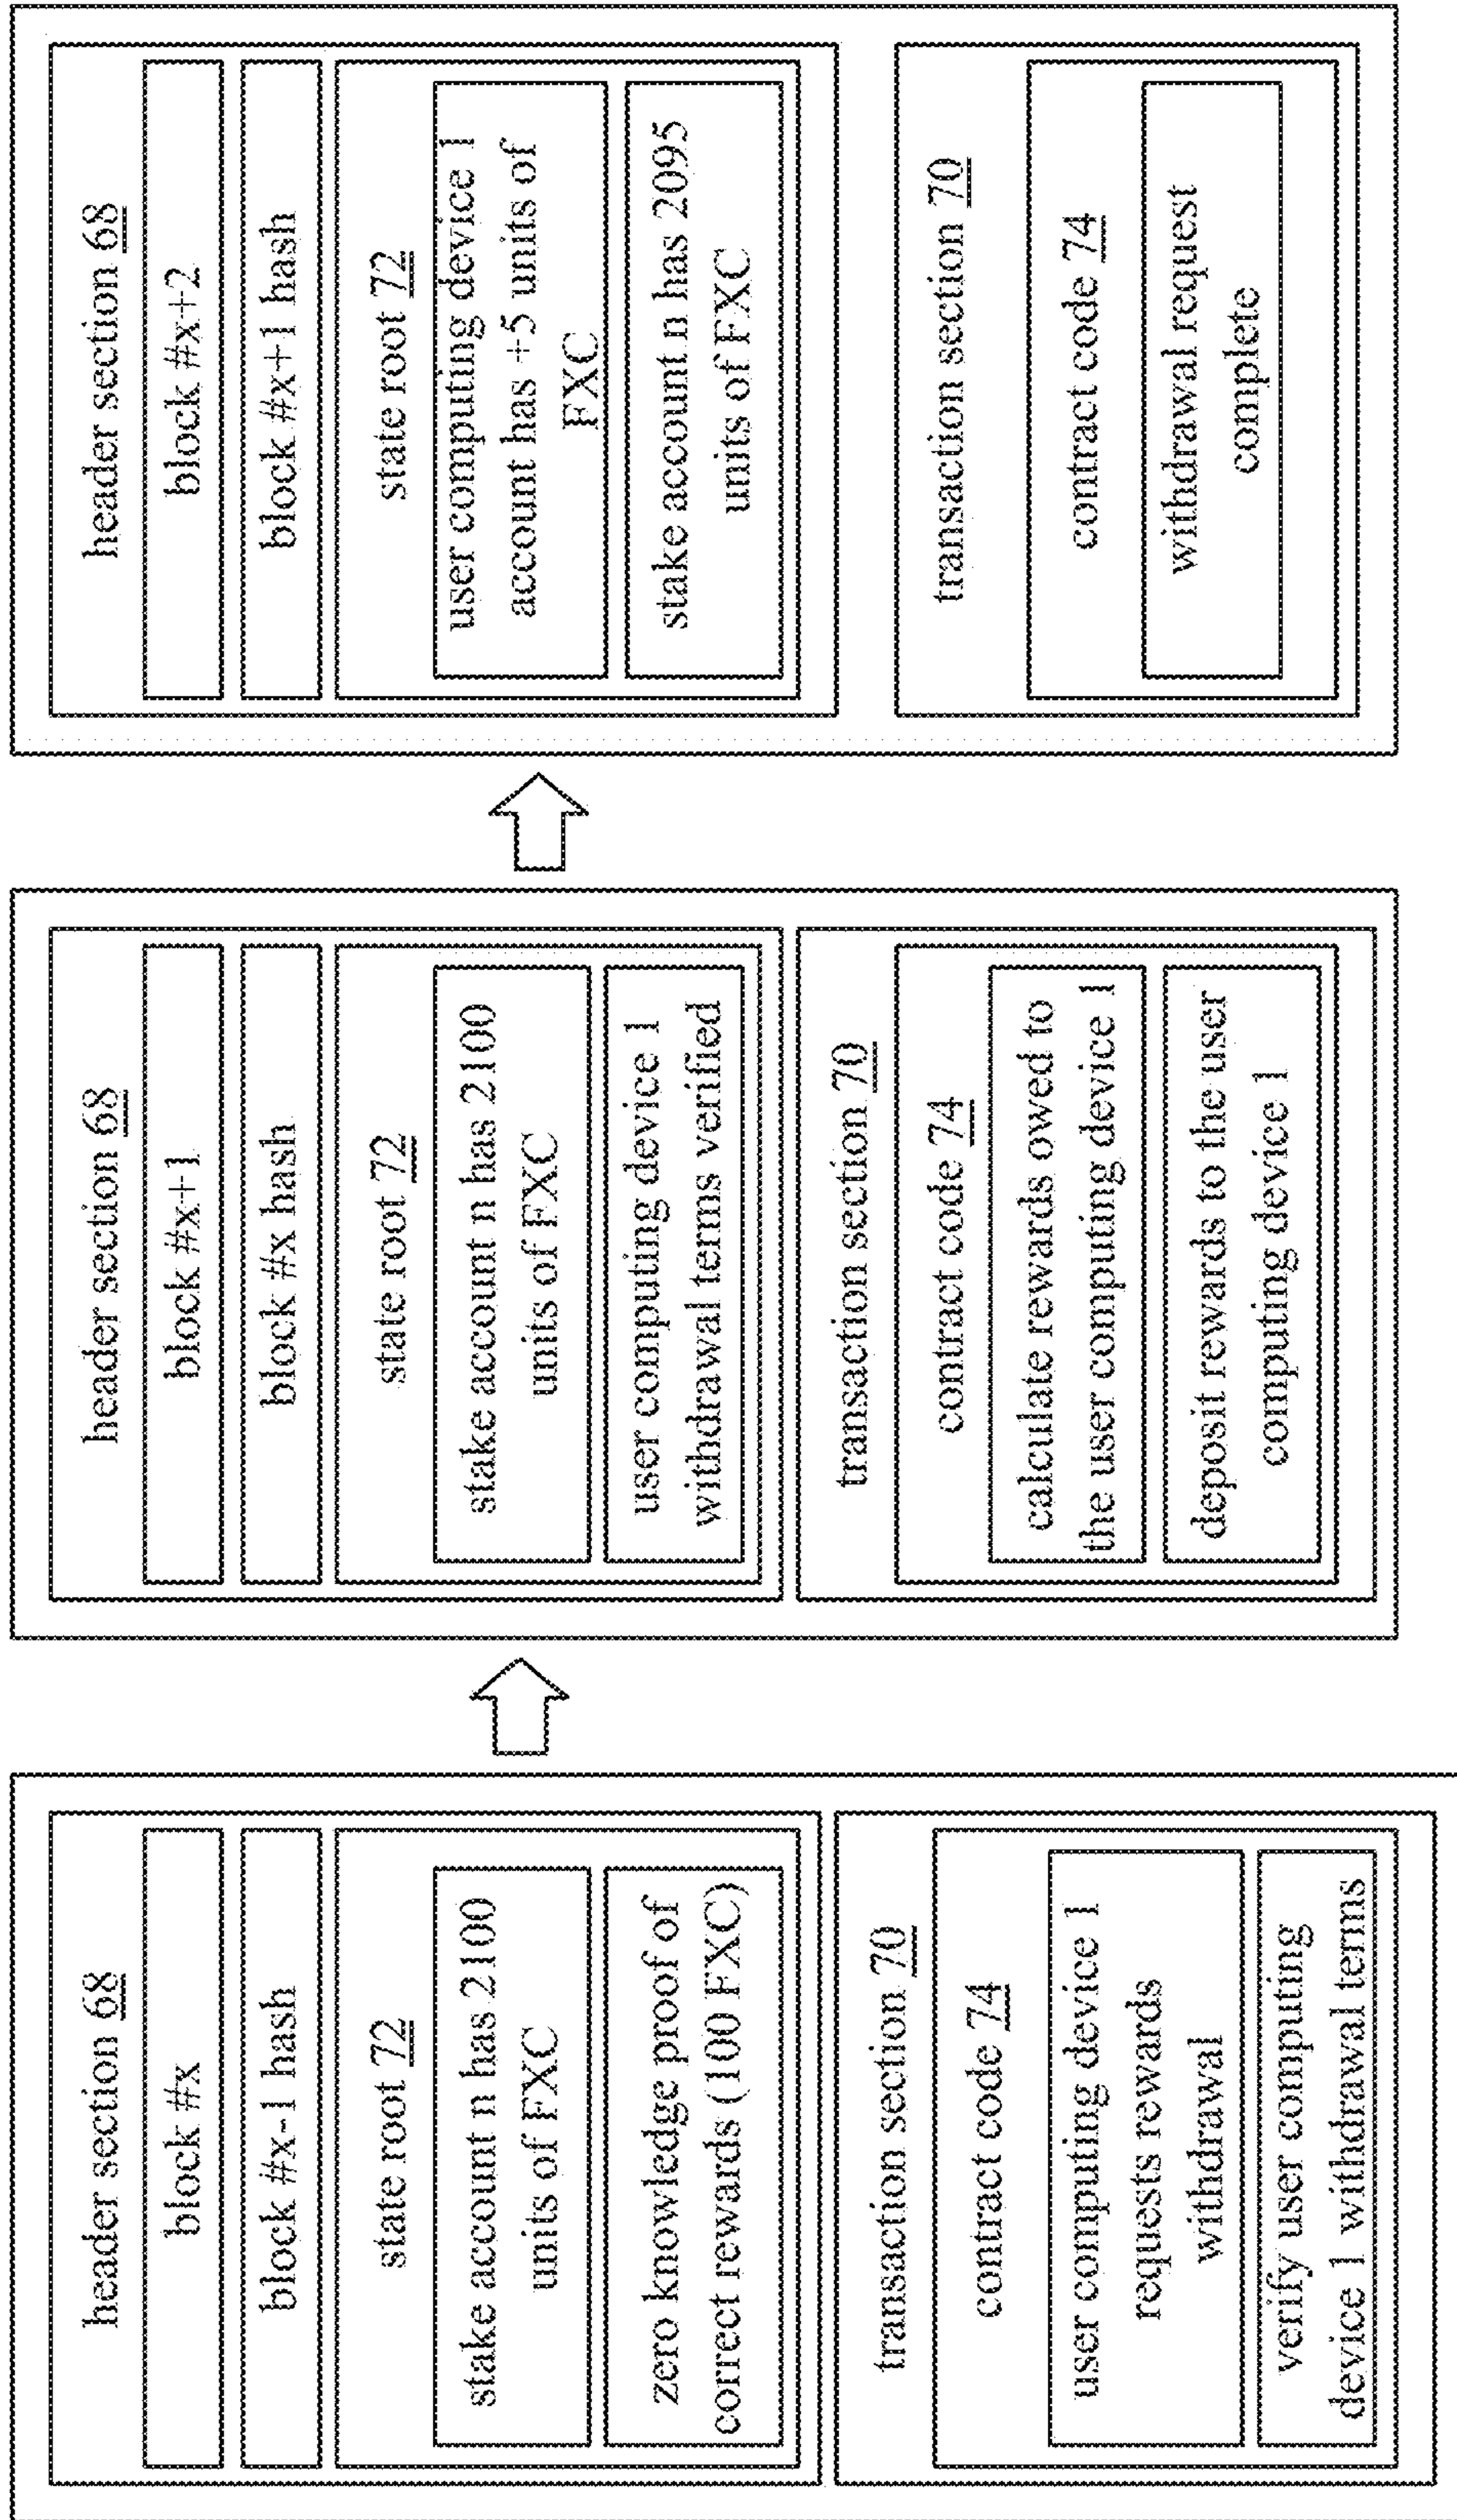 header section 68
block #x
block #x-1 hash
state root 72
stake account n has 2100
units of FXC
zero knowledge proof of
correct rewards (100 FXC)
transaction section 70
contract code 74
user computing device 1
requests rewards
withdrawal
verify user computing
device 1 withdrawal terms
header section 68
block #x+1
block #x hash
state root 72
stake account n has 2100
units of FXC
user computing device 1
withdrawal terms verified
transaction section 70
contract code 74
calculate rewards owed to
the user computing device 1
deposit rewards to the user
computing device 1
header section 68
block #x+2
block #x+1 hash
state root 72
user computing device 1
account has +5 units of
FXC
stake account n has 2095
units of FXC
transaction section 70
contract code 74
withdrawal request
complete